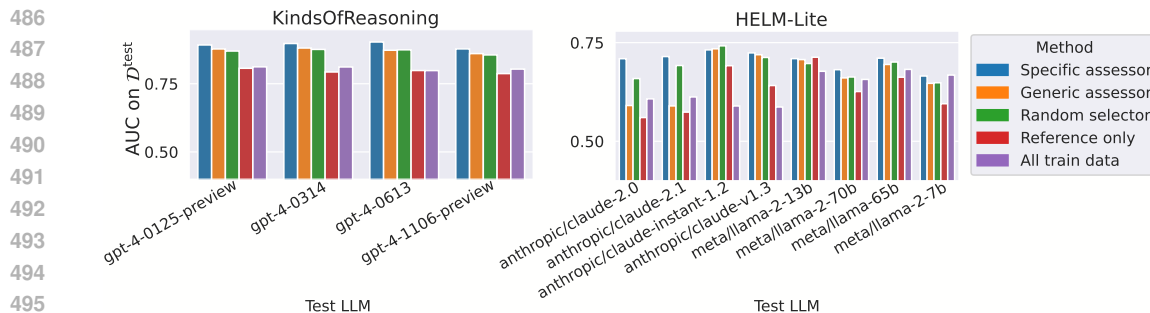 486
487
488
489
490
491
492
493
494
495
KindsOfReasoning
AUC on 𝒟test
0.75
0.50
gpt-4-0125-preview
gpt-4-0314
gpt-4-0613
gpt-4-1106-preview
Test LLM
HELM-Lite
0.75
0.50
anthropic/claude-2.0
anthropic/claude-2.1
anthropic/claude-instant-1.2
anthropic/claude-v1.3
meta/llama-2-13b
meta/llama-2-70b
meta/llama-65b
meta/llama-2-7b
Test LLM
Method
Specific assessor
Generic assessor
Random selector
Reference only
All train data